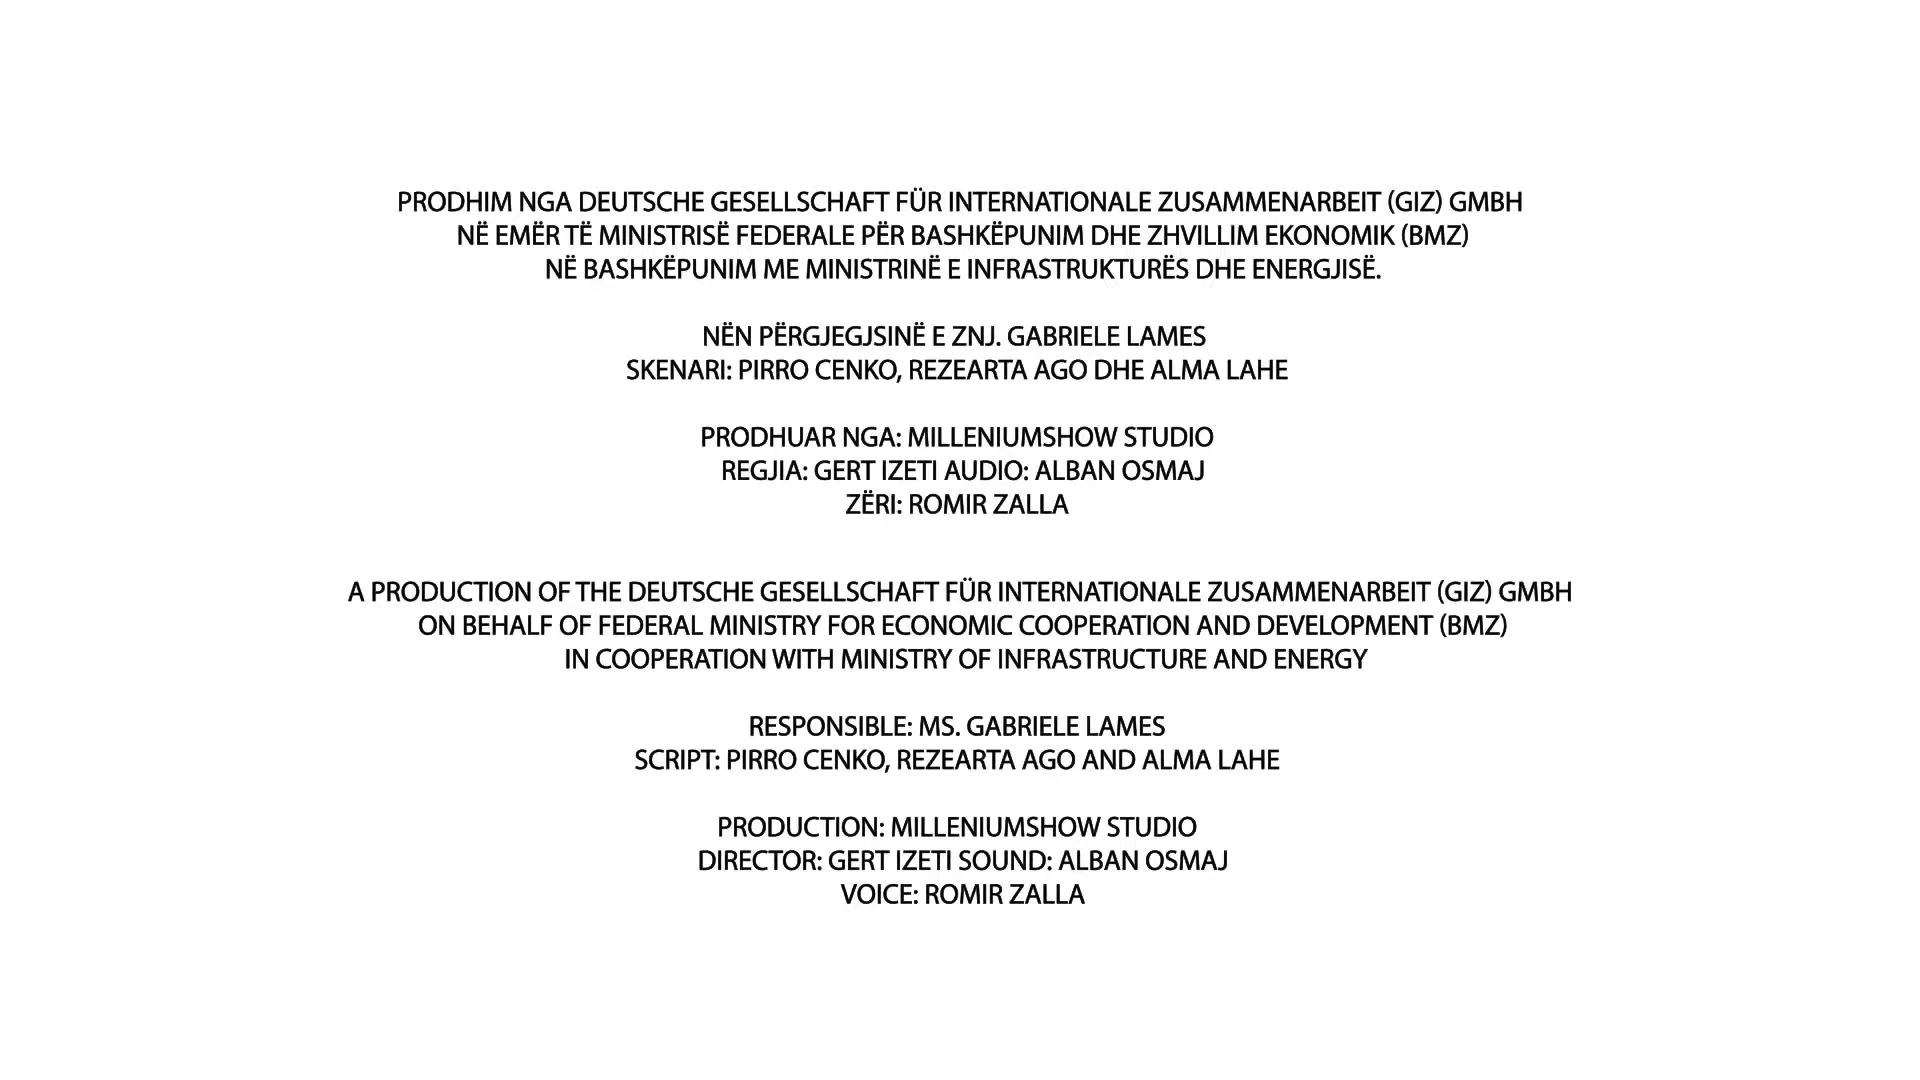 PRODHIM NGA DEUTSCHE GESELLSCHAFT FÜR INTERNATIONALE ZUSAMMENARBEIT (GIZ) GMBH
NË EMËR TË MINISTRISË FEDERALE PËR BASHKËPUNIM DHE ZHVILLIM EKONOMIK (BMZ)
NË BASHKËPUNIM ME MINISTRINË E INFRASTRUKTURËS DHE ENERGJISË.
NËN PËRGJEGJSINË E ZNJ. GABRIELE LAMES
SKENARI: PIRRO CENKO, REZEARTA AGO DHE ALMA LAHE
PRODHUAR NGA: MILLENIUMSHOW STUDIO
REGJIA: GERT IZETI AUDIO: ALBAN OSMAJ
ZËRI: ROMIR ZALLA
A PRODUCTION OF THE DEUTSCHE GESELLSCHAFT FÜR INTERNATIONALE ZUSAMMENARBEIT (GIZ) GMBH
ON BEHALF OF FEDERAL MINISTRY FOR ECONOMIC COOPERATION AND DEVELOPMENT (BMZ)
IN COOPERATION WITH MINISTRY OF INFRASTRUCTURE AND ENERGY
RESPONSIBLE: MS. GABRIELE LAMES
SCRIPT: PIRRO CENKO, REZEARTA AGO AND ALMA LAHE
PRODUCTION: MILLENIUMSHOW STUDIO
DIRECTOR: GERT IZETI SOUND: ALBAN OSMAJ
VOICE: ROMIR ZALLA